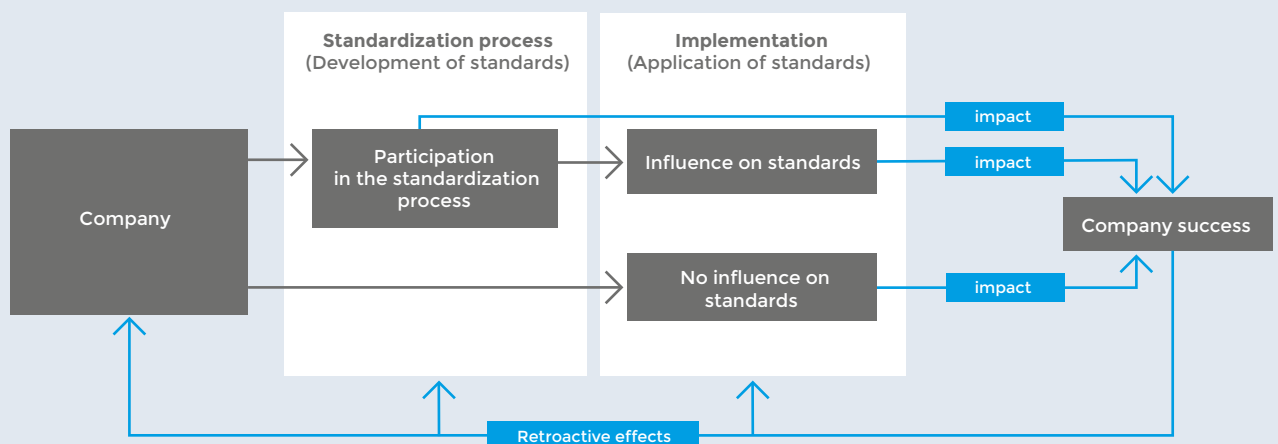 Standardization process
(Development of standards)
Implementation
(Application of standards)
impact
Company
Participation
in the standardization
process
Influence on standards
impact
Company success
No influence on
standards
impact
Retroactive effects